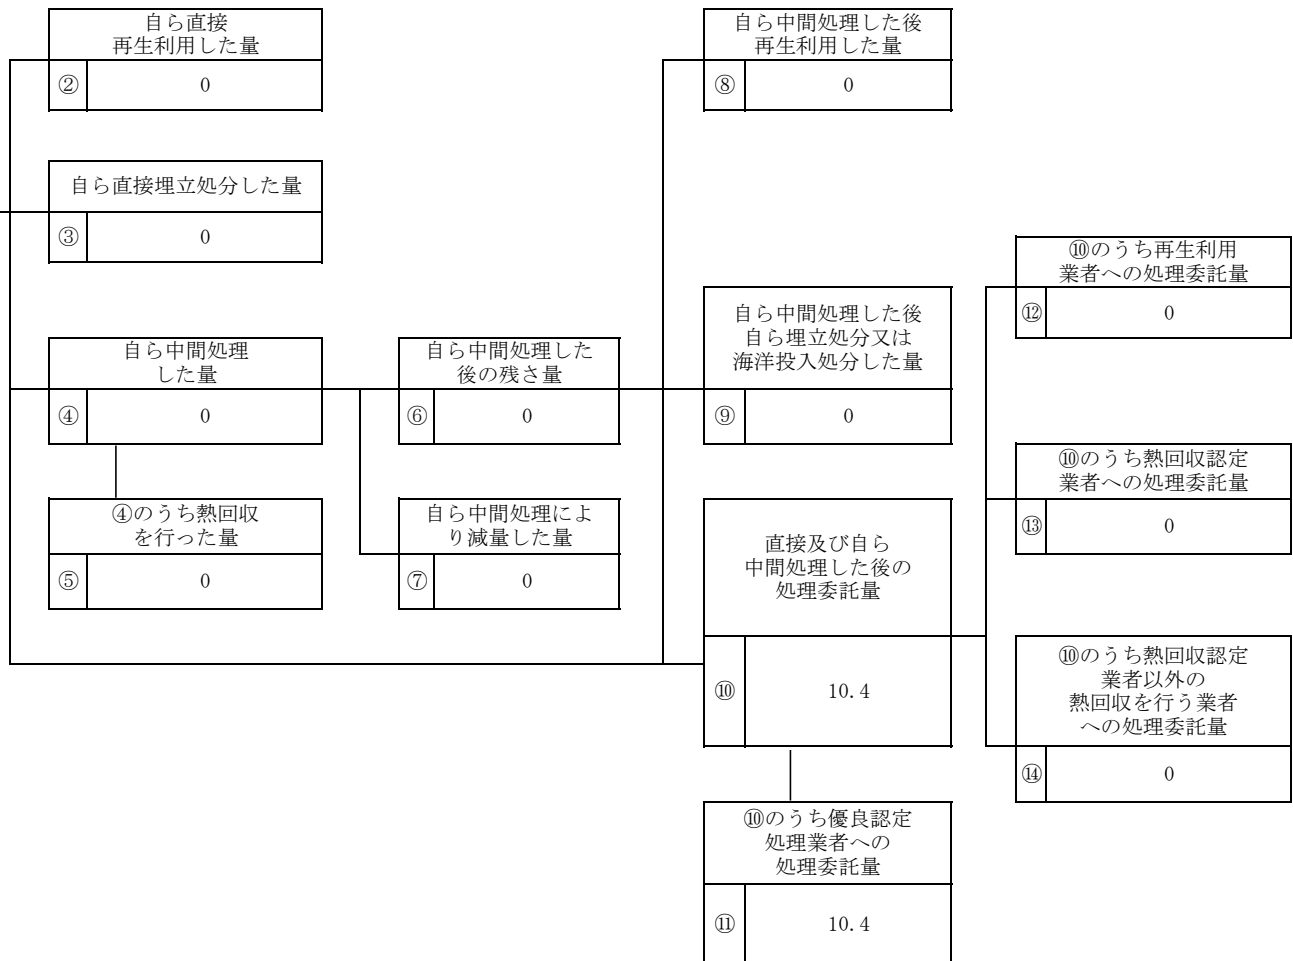 自ら直接
再生利用した量
② 0
自ら直接埋立処分した量
③ 0
自ら中間処理
した量
④ 0
④のうち熱回収
を行った量
⑤ 0
自ら中間処理した
後の残さ量
⑥ 0
自ら中間処理によ
り減量した量
⑦ 0
自ら中間処理した後
再生利用した量
⑧ 0
自ら中間処理した後
自ら埋立処分又は
海洋投入処分した量
⑨ 0
直接及び自ら
中間処理した後の
処理委託量
⑩ 10.4
⑩のうち優良認定
処理業者への
処理委託量
⑪ 10.4
⑩のうち再生利用
業者への処理委託量
⑫ 0
⑩のうち熱回収認定
業者への処理委託量
⑬ 0
⑩のうち熱回収認定
業者以外の
熱回収を行う業者
への処理委託量
⑭ 0